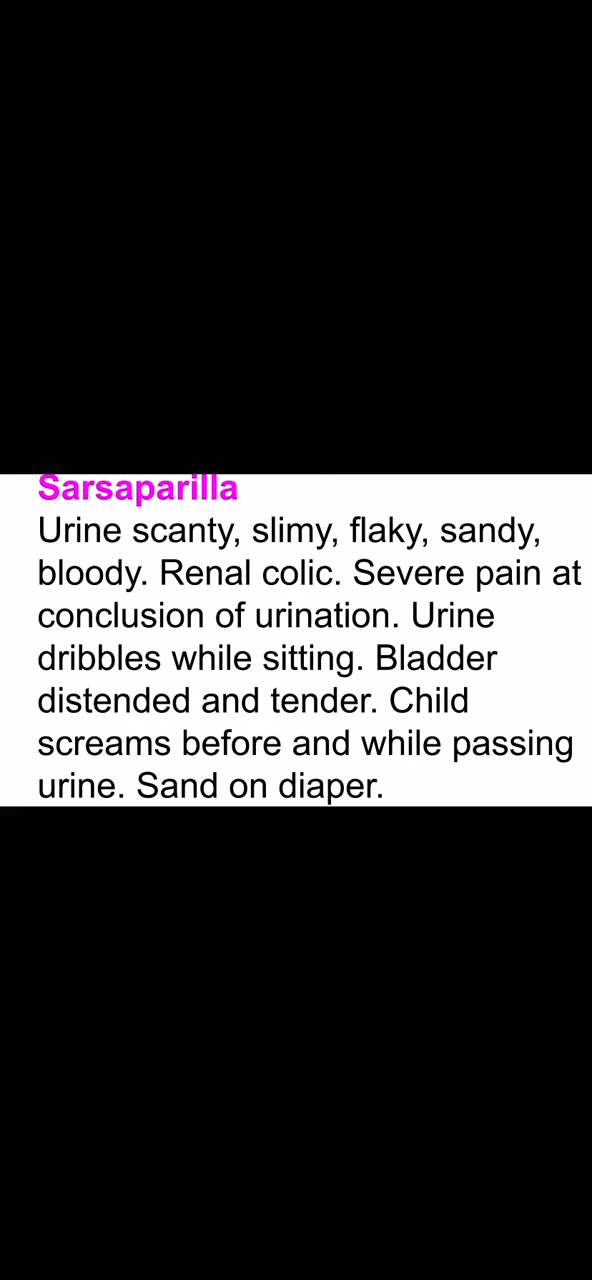 Sarsaparilla
Urine scanty, slimy, flaky, sandy,
bloody. Renal colic. Severe pain at
conclusion of urination. Urine
dribbles while sitting. Bladder
distended and tender. Child
screams before and while passing
urine. Sand on diaper.